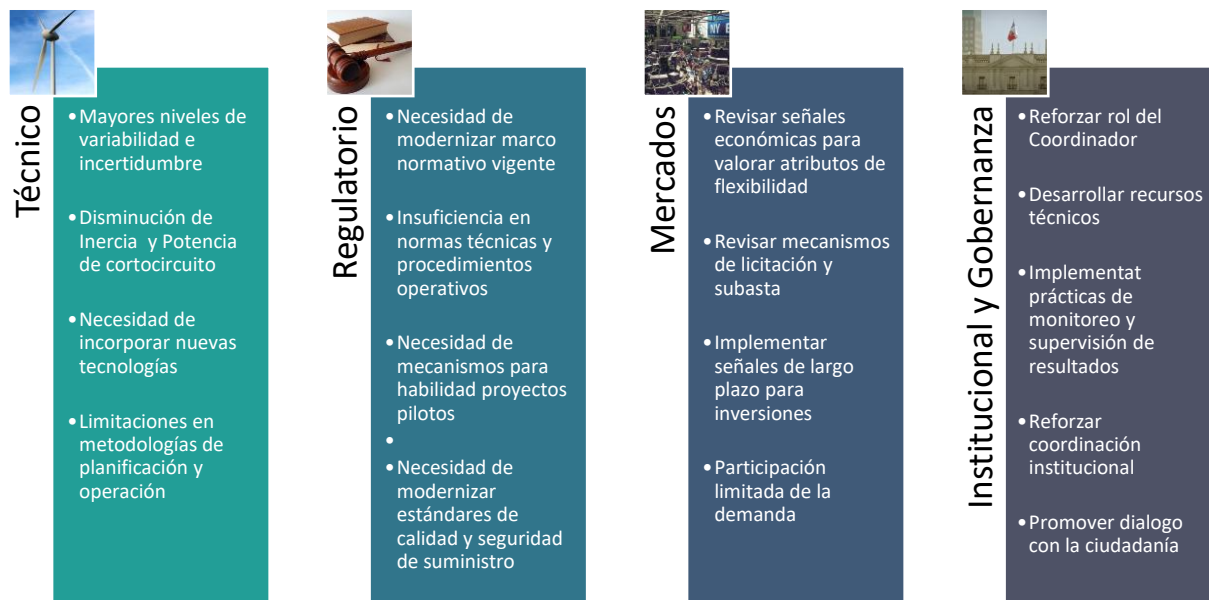 Técnico
•Mayores niveles de
variabilidad e
incertidumbre
•Disminución de
Inercia  y Potencia
de cortocircuito
•Necesidad de
incorporar nuevas
tecnologías
•Limitaciones en
metodologías de
planificación y
operación
Regulatorio
•Necesidad de
modernizar marco
normativo vigente
•Insuficiencia en
normas técnicas y
procedimientos
operativos
•Necesidad de
mecanismos para
habilidad proyectos
pilotos
•
•Necesidad de
modernizar
estándares de
calidad y seguridad
de suministro
NY
Mercados
•Revisar señales
económicas para
valorar atributos de
flexibilidad
•Revisar mecanismos
de licitación y
subasta
•Implementar
señales de largo
plazo para
inversiones
•Participación
limitada de la
demanda
Institucional y Gobernanza
•Reforzar rol del
Coordinador
•Desarrollar recursos
técnicos
•Implementat
prácticas de
monitoreo y
supervisión de
resultados
•Reforzar
coordinación
institucional
•Promover dialogo
con la ciudadanía